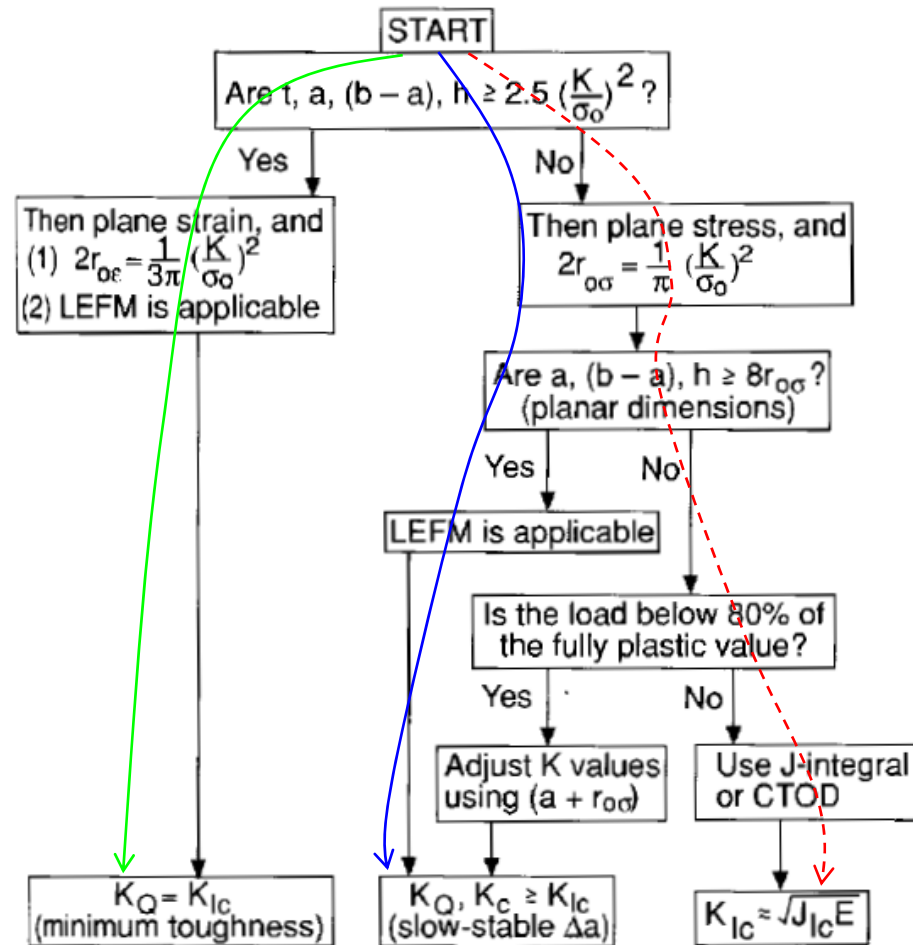 START
Are t, a, (b – a), h ≥ 2.5 (K/σo)² ?
Yes
No
Then plane strain, and
(1) 2roε = 1/3π (K/σo)²
(2) LEFM is applicable
Then plane stress, and
2roσ = 1/π (K/σo)²
Are a, (b – a), h ≥ 8roσ?
(planar dimensions)
Yes
No
LEFM is applicable
Is the load below 80% of
the fully plastic value?
Yes
No
Adjust K values
using (a + roσ)
Use J-integral
or CTOD
KQ = KIc
(minimum toughness)
KQ, Kc ≥ KIc
(slow-stable Δa)
KIc ≈ √JIcE